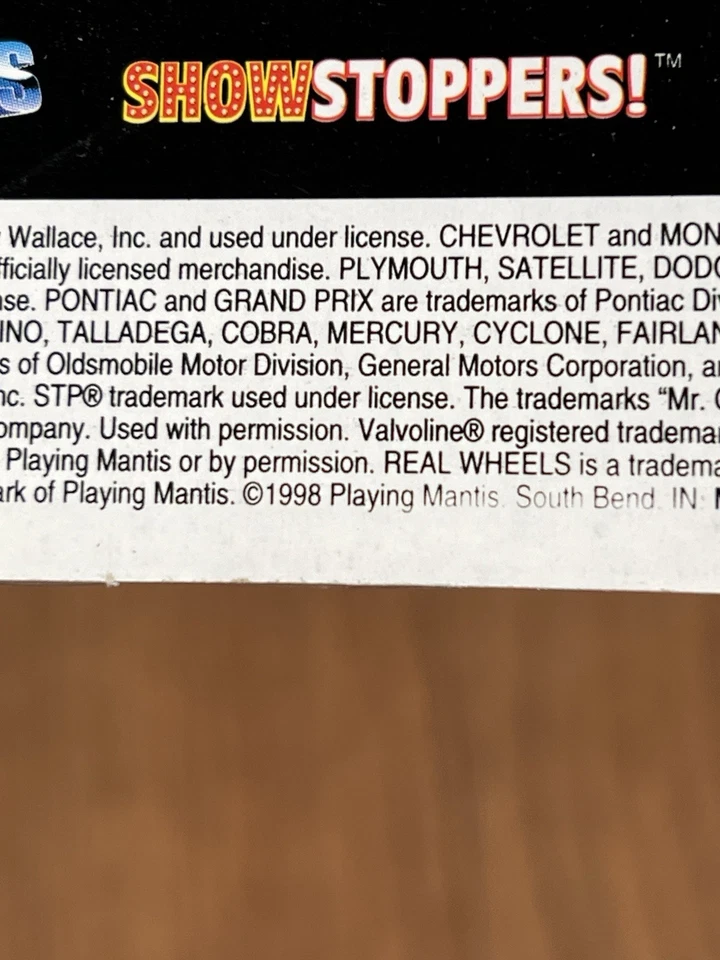 SHOWSTOPPERS!™
Wallace, Inc. and used under license. CHEVROLET and MON
fficially licensed merchandise. PLYMOUTH, SATELLITE, DODG
nse. PONTIAC and GRAND PRIX are trademarks of Pontiac Div
INO, TALLADEGA, COBRA, MERCURY, CYCLONE, FAIRLAN
s of Oldsmobile Motor Division, General Motors Corporation, a
nc. STP® trademark used under license. The trademarks “Mr. G
ompany. Used with permission. Valvoline® registered tradema
Playing Mantis or by permission. REAL WHEELS is a tradema
ark of Playing Mantis. ©1998 Playing Mantis. South Bend. IN